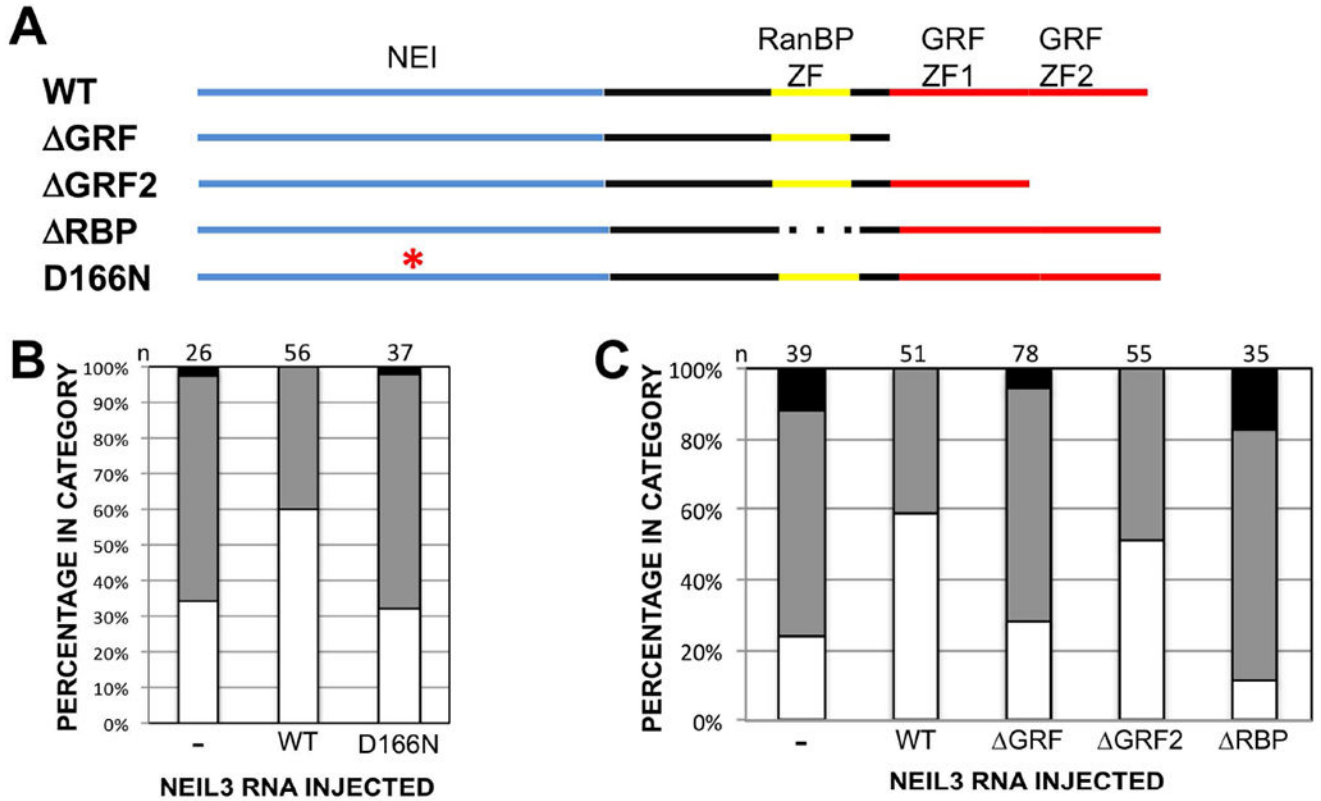 A
NEI
RanBP ZF
GRF ZF1
GRF ZF2
WT
ΔGRF
ΔGRF2
ΔRBP
*
D166N
B
n 26 56 37
PERCENTAGE IN CATEGORY
100%
90%
80%
70%
60%
50%
40%
30%
20%
10%
0%
- WT D166N
NEIL3 RNA INJECTED
C
n 39 51 78 55 35
PERCENTAGE IN CATEGORY
100%
80%
60%
40%
20%
0%
- WT ΔGRF ΔGRF2 ΔRBP
NEIL3 RNA INJECTED